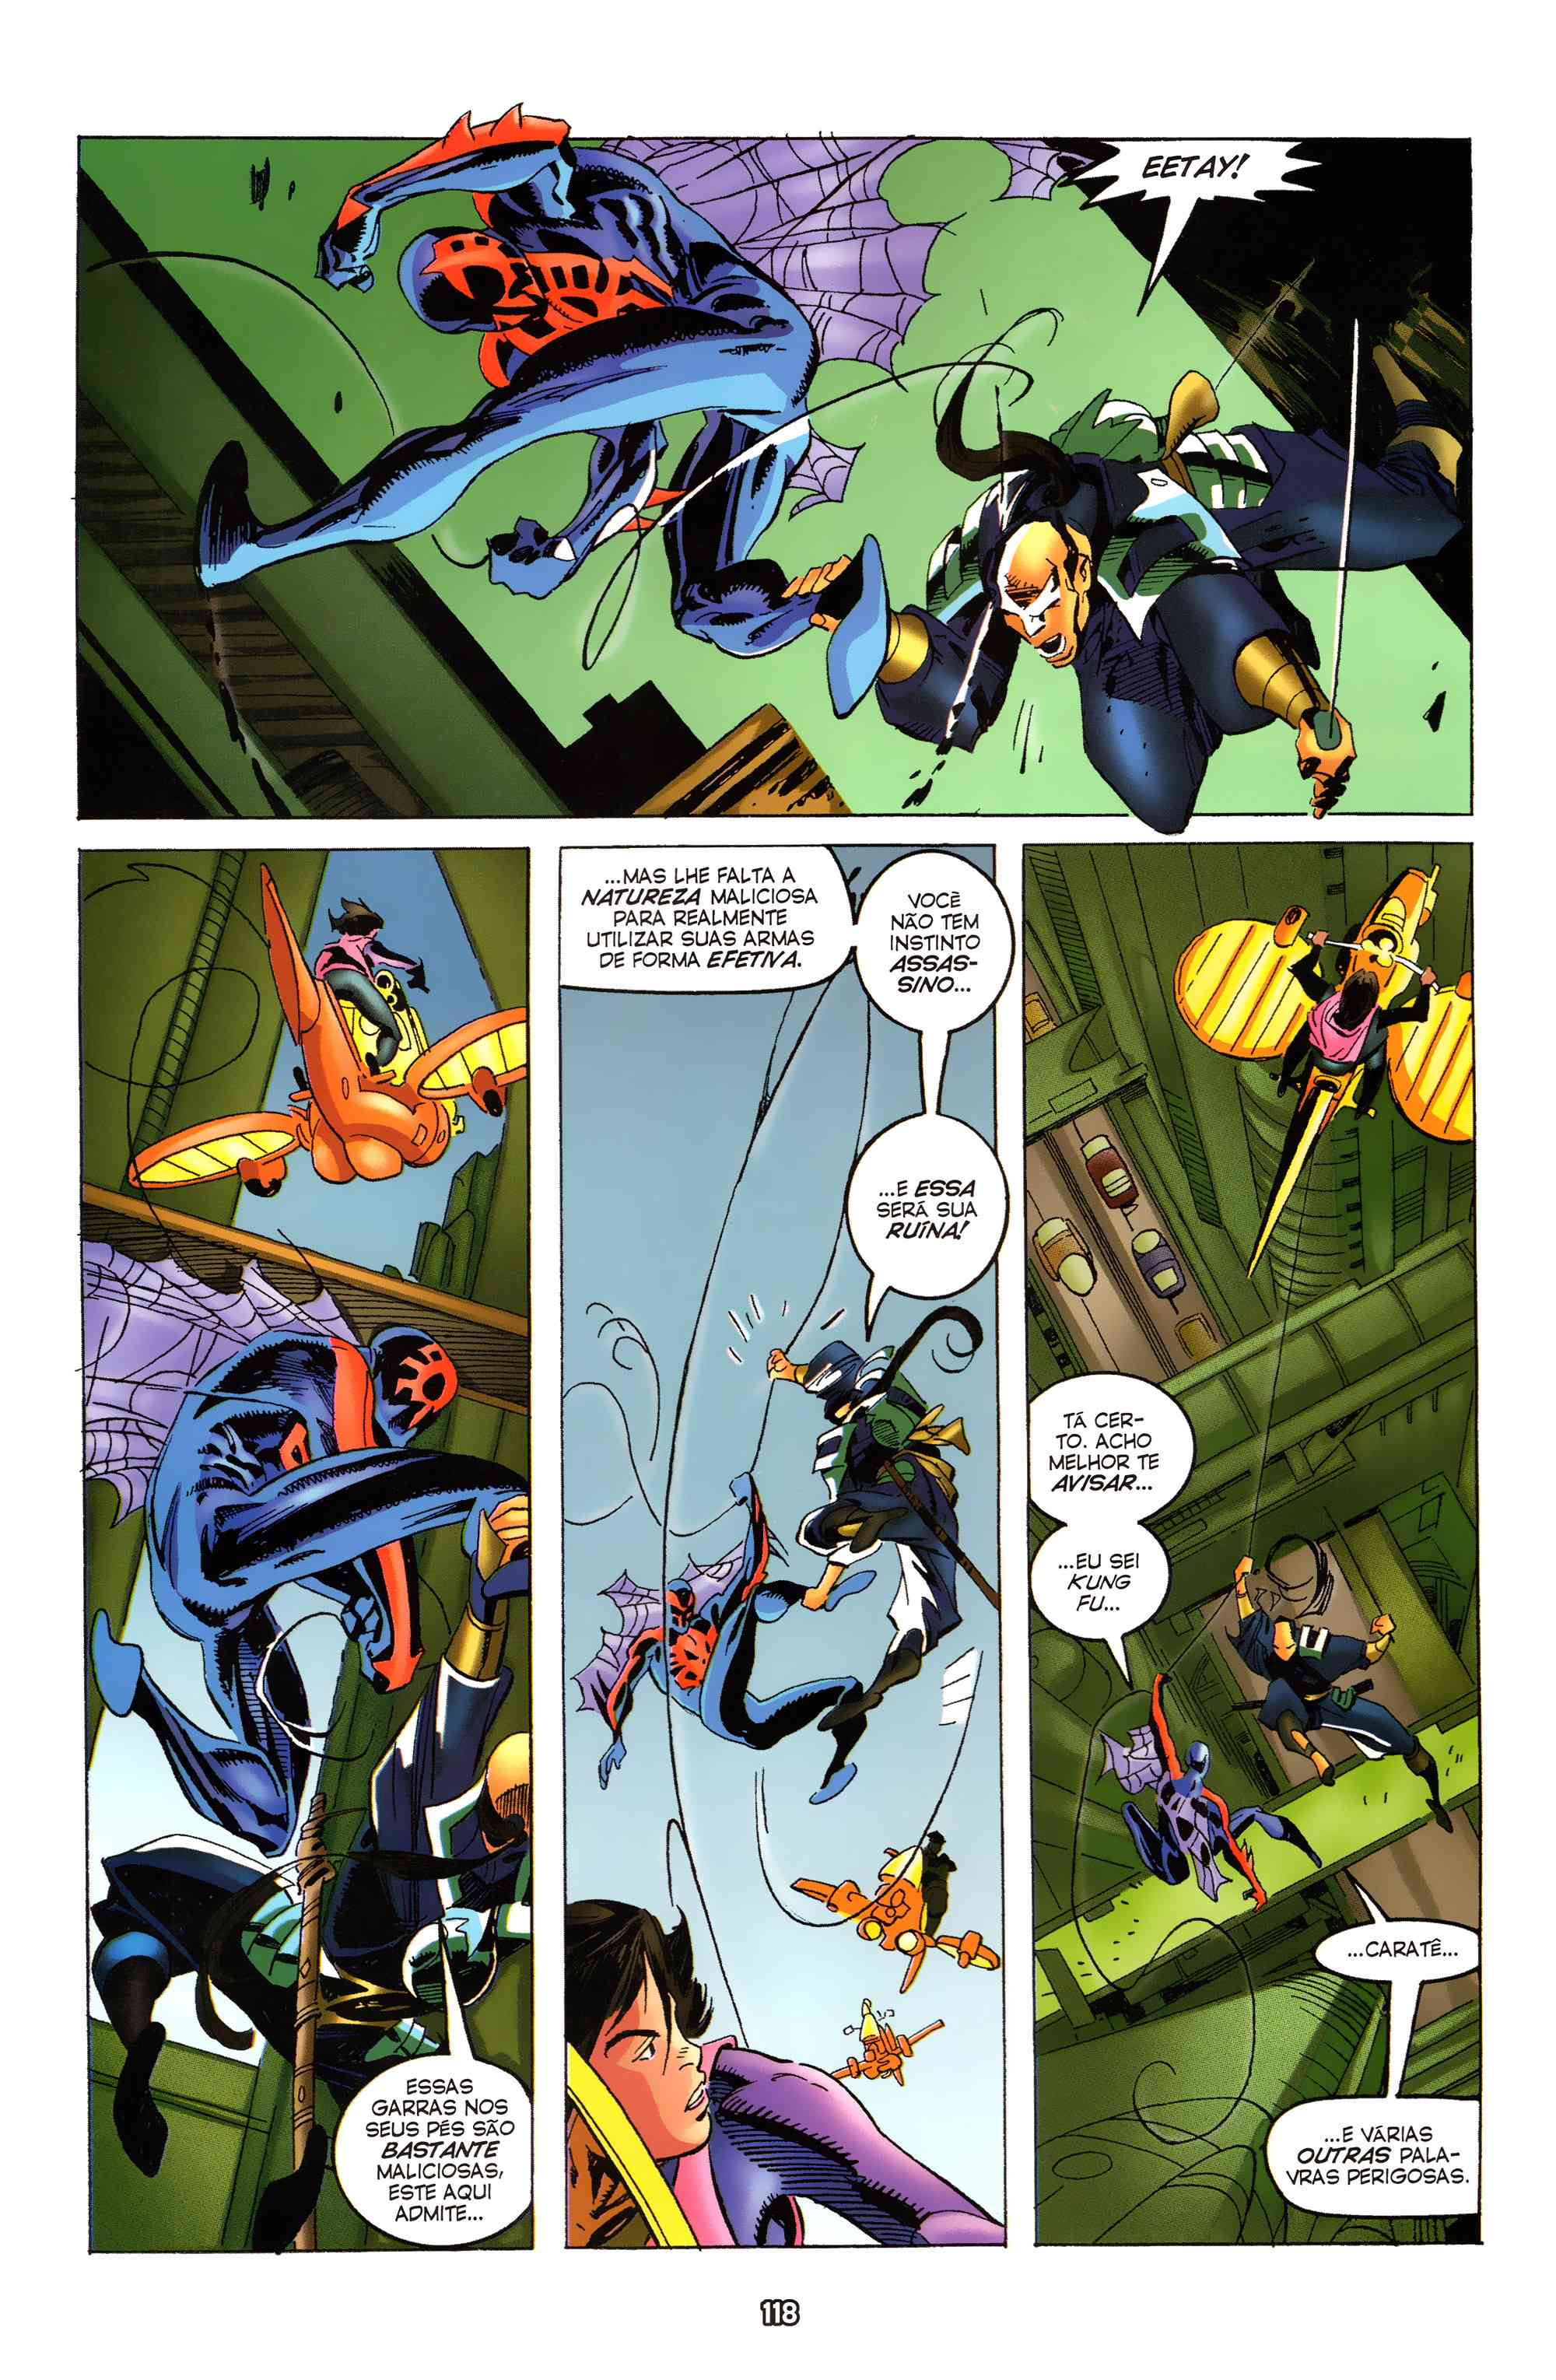 EETAY!
ESSAS
GARRAS NOS
SEUS PÉS SÃO
BASTANTE
MALICIOSAS,
ESTE AQUI
ADMITE...
...MAS LHE FALTA A
NATUREZA MALICIOSA
PARA REALMENTE
UTILIZAR SUAS ARMAS
DE FORMA EFETIVA.
VOCÊ
NÃO TEM
INSTINTO
ASSAS-
SINO...
...E ESSA
SERÁ SUA
RUÍNA!
TÁ CER-
TO. ACHO
MELHOR TE
AVISAR...
...EU SEI
KUNG
FU...
...CARATÊ...
...E VÁRIAS
OUTRAS PALA-
VRAS PERIGOSAS.
118